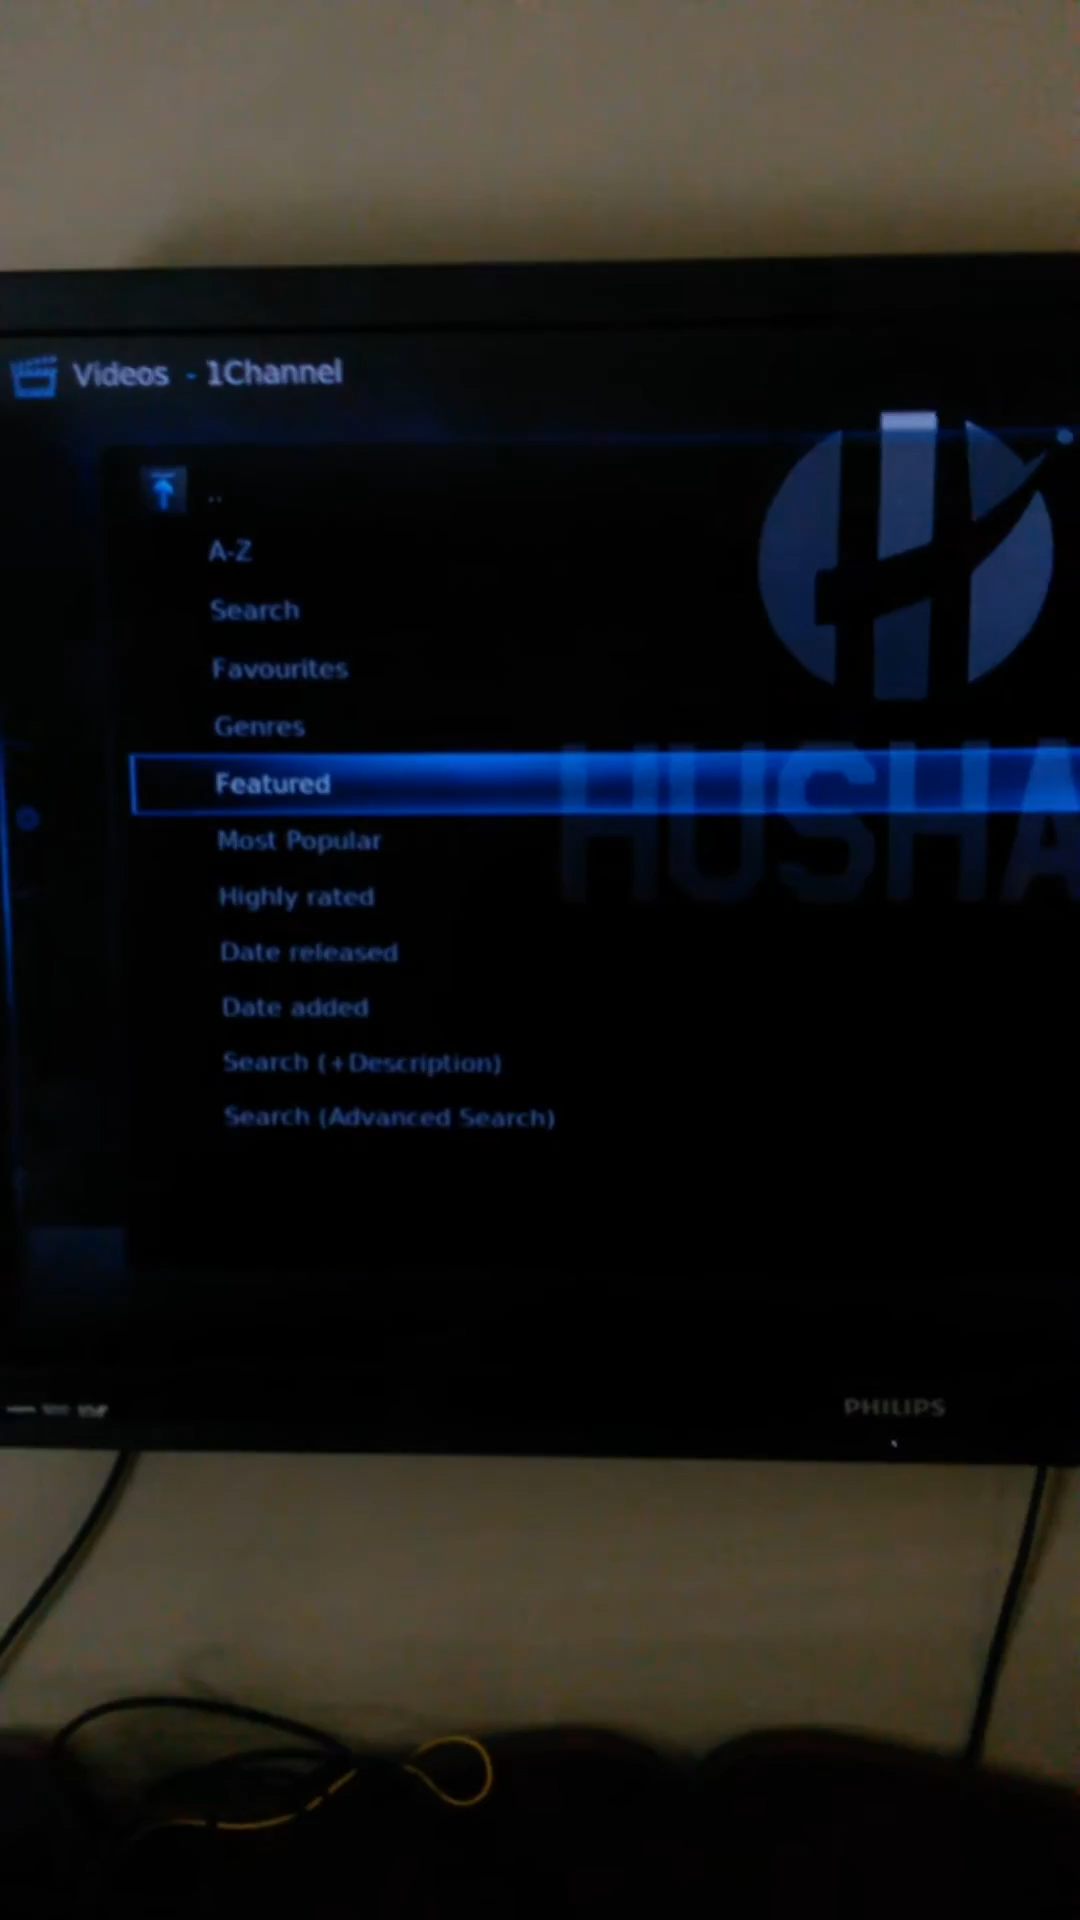 Videos - 1Channel
..
A-Z
Search
Favourites
Genres
Featured
Most Popular
Highly rated
Date released
Date added
Search (+Description)
Search (Advanced Search)
HUSHA
PHILIPS